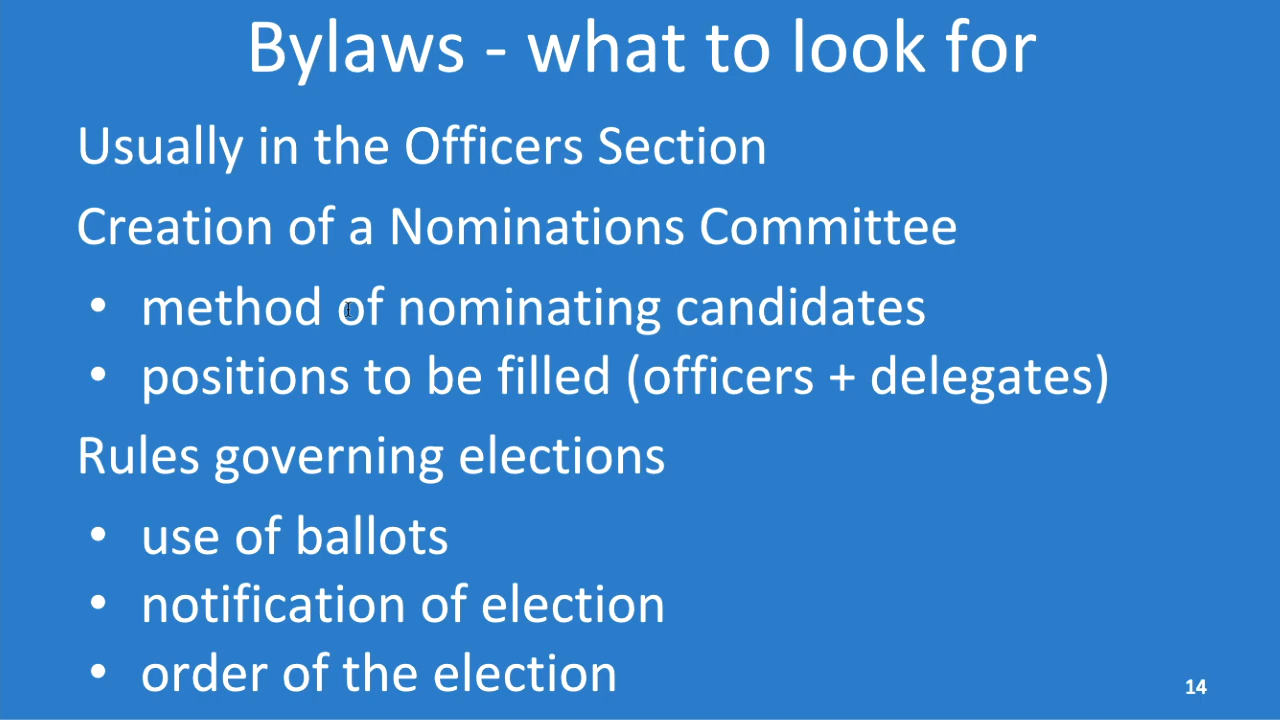 Bylaws - what to look for
Usually in the Officers Section
Creation of a Nominations Committee
• method of nominating candidates
• positions to be filled (officers + delegates)
Rules governing elections
• use of ballots
• notification of election
• order of the election
14